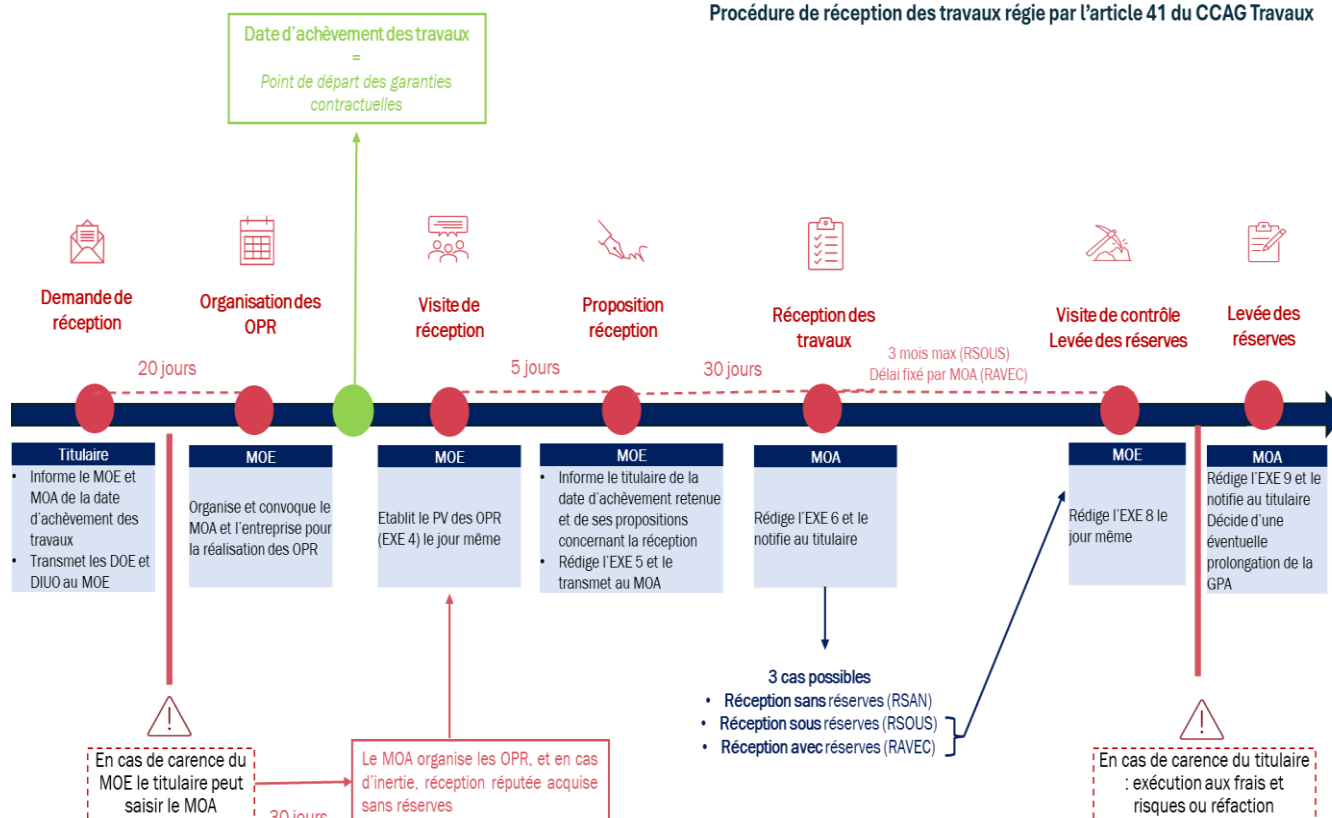 Procédure de réception des travaux régie par l'article 41 du CCAG Travaux
Date d'achèvement des travaux
=
Point de départ des garanties
contractuelles
Demande de
réception
Organisation des
OPR
Visite de
réception
Proposition
réception
Réception des
travaux
Visite de contrôle
Levée des réserves
Levée des
réserves
20 jours
5 jours
30 jours
3 mois max (RSOUS)
Délai fixé par MOA (RAVEC)
Titulaire
• Informe le MOE et
MOA de la date
d'achèvement des
travaux
• Transmet les DOE et
DIUO au MOE
MOE
Organise et convoque le
MOA et l'entreprise pour
la réalisation des OPR
MOE
Etablit le PV des OPR
(EXE 4) le jour même
MOE
• Informe le titulaire de la
date d'achèvement retenue
et de ses propositions
concernant la réception
• Rédige l'EXE 5 et le
transmet au MOA
MOA
Rédige l'EXE 6 et le
notifie au titulaire
MOE
Rédige l'EXE 8 le
jour même
MOA
Rédige l'EXE 9 et le
notifie au titulaire
Décide d'une
éventuelle
prolongation de la
GPA
3 cas possibles
• Réception sans réserves (RSAN)
• Réception sous réserves (RSOUS)
• Réception avec réserves (RAVEC)
En cas de carence du
MOE le titulaire peut
saisir le MOA
30 jours
Le MOA organise les OPR, et en cas
d'inertie, réception réputée acquise
sans réserves
En cas de carence du titulaire
: exécution aux frais et
risques ou réfaction